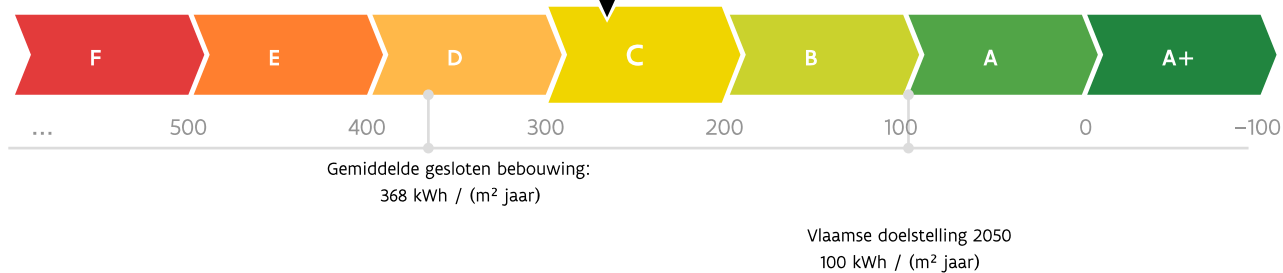 F E D C B A A+
... 500 400 300 200 100 0 −100
Gemiddelde gesloten bebouwing:
368 kWh / (m² jaar)
Vlaamse doelstelling 2050
100 kWh / (m² jaar)